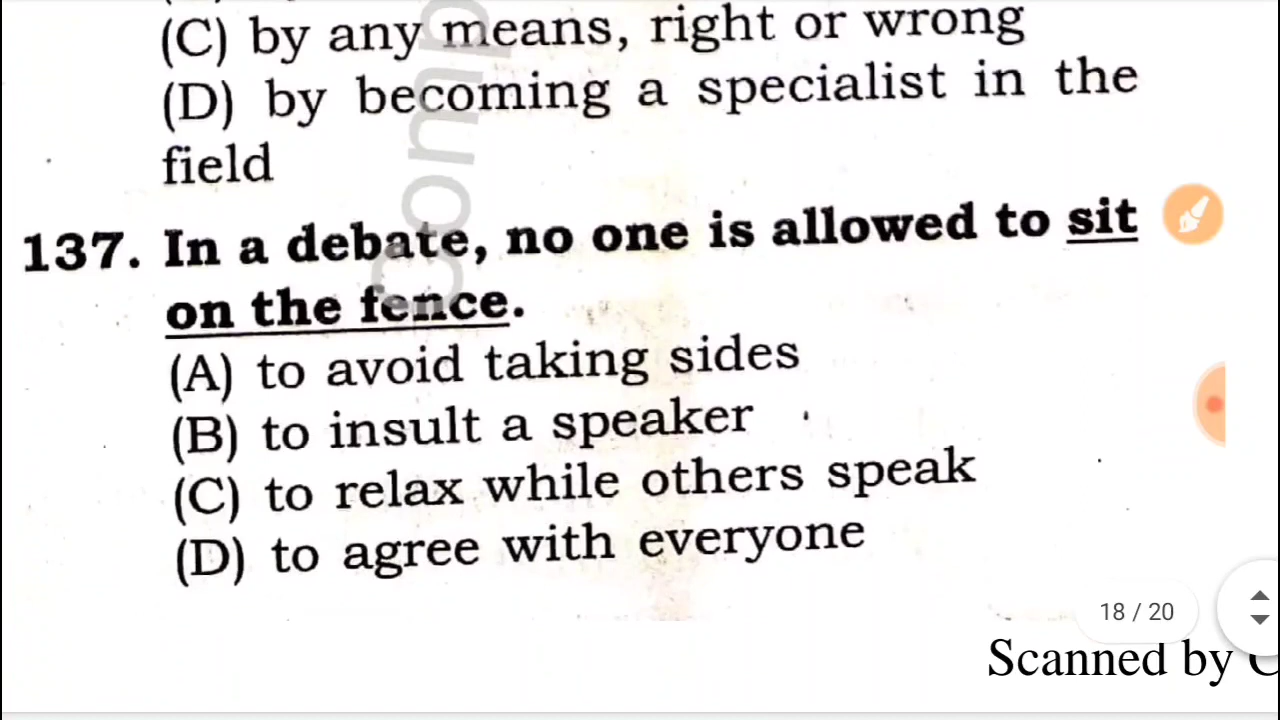 (C) by any means, right or wrong
(D) by becoming a specialist in the
field
137. In a debate, no one is allowed to sit
on the fence.
(A) to avoid taking sides
(B) to insult a speaker
(C) to relax while others speak
(D) to agree with everyone
18 / 20
Scanned by